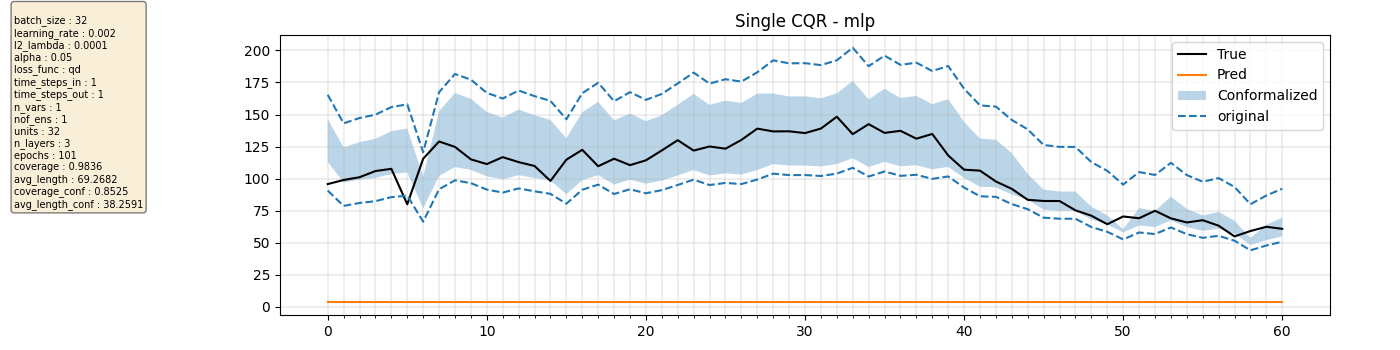 batch_size : 32
learning_rate : 0.002
l2_lambda : 0.0001
alpha : 0.05
loss_func : qd
time_steps_in : 1
time_steps_out : 1
n_vars : 1
nof_ens : 1
units : 32
n_layers : 3
epochs : 101
coverage : 0.9836
avg_length : 69.2682
coverage_conf : 0.8525
avg_length_conf : 38.2591
Single CQR - mlp
200
175
150
125
100
75
50
25
0
0 10 20 30 40 50 60
True
Pred
Conformalized
original